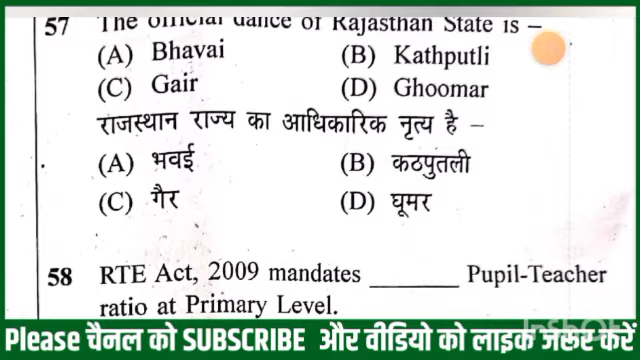 57 The official dance of Rajasthan State is –
(A) Bhavai (B) Kathputli
(C) Gair (D) Ghoomar
राजस्थान राज्य का आधिकारिक नृत्य है –
(A) भवई (B) कठपुतली
(C) गैर (D) घूमर
58 RTE Act, 2009 mandates ______ Pupil-Teacher
ratio at Primary Level.
Please चैनल को SUBSCRIBE और वीडियो को लाइक जरूर करें